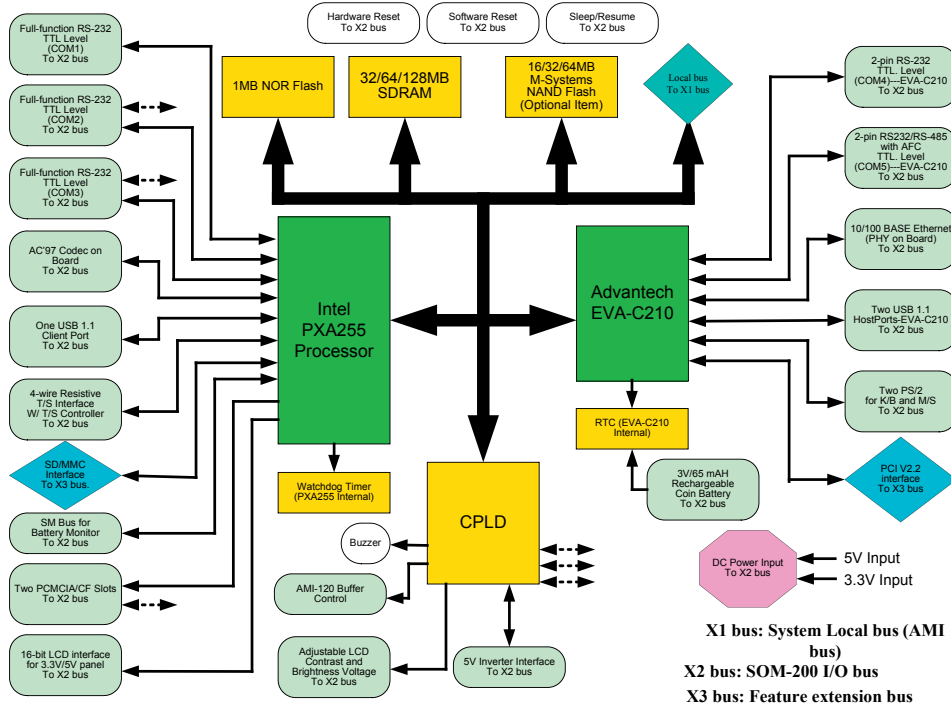 Hardware Reset
To X2 bus
Software Reset
To X2 bus
Sleep/Resume
To X2 bus
Full-function RS-232
TTL Level
(COM1)
To X2 bus
Full-function RS-232
TTL Level
(COM2)
To X2 bus
Full-function RS-232
TTL Level
(COM3)
To X2 bus
AC'97 Codec on
Board
To X2 bus
One USB 1.1
Client Port
To X2 bus
4-wire Resistive
T/S Interface
W/ T/S Controller
To X2 bus
SD/MMC
Interface
To X3 bus.
SM Bus for
Battery Monitor
To X2 bus
Two PCMCIA/CF Slots
To X2 bus
16-bit LCD interface
for 3.3V/5V panel
To X2 bus
1MB NOR Flash
32/64/128MB
SDRAM
16/32/64MB
M-Systems
NAND Flash
(Optional Item)
Local bus
To X1 bus
Intel
PXA255
Processor
Watchdog Timer
(PXA255 Internal)
Advantech
EVA-C210
RTC (EVA-C210
Internal)
3V/65 mAH
Rechargeable
Coin Battery
To X2 bus
CPLD
Buzzer
AMI-120 Buffer
Control
Adjustable LCD
Contrast and
Brightness Voltage
To X2 bus
5V Inverter Interface
To X2 bus
2-pin RS-232
TTL. Level
(COM4)---EVA-C210
To X2 bus
2-pin RS232/RS-485
with AFC
TTL. Level
(COM5)---EVA-C210
To X2 bus
10/100 BASE Ethernet
(PHY on Board)
To X2 bus
Two USB 1.1
HostPorts-EVA-C210
To X2 bus
Two PS/2
for K/B and M/S
To X2 bus
PCI V2.2
interface
To X3 bus
DC Power Input
To X2 bus
5V Input
3.3V Input
X1 bus: System Local bus (AMI
bus)
X2 bus: SOM-200 I/O bus
X3 bus: Feature extension bus